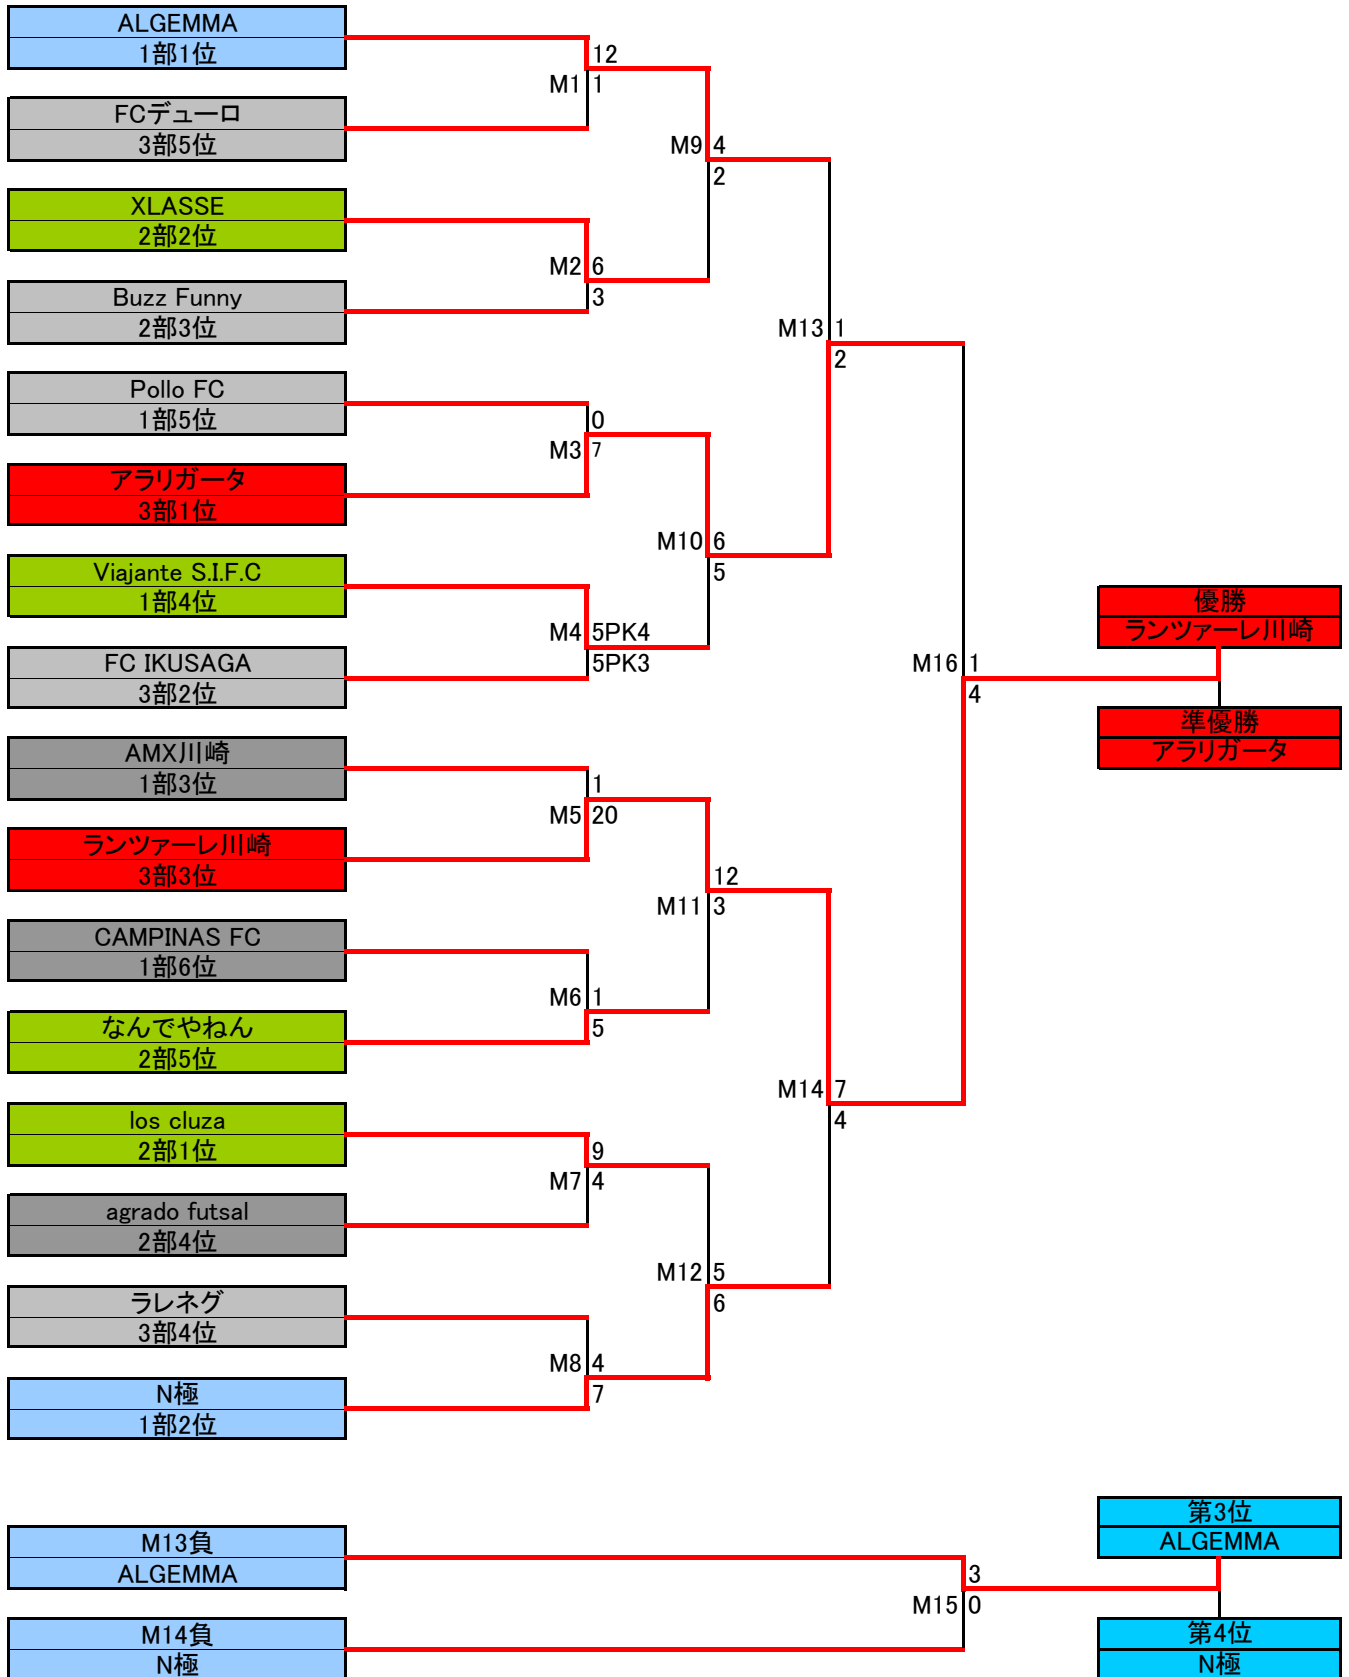 ALGEMMA
1部1位
12
M1 1
FCデューロ
3部5位
M9 4
2
XLASSE
2部2位
M2 6
3
Buzz Funny
2部3位
M13 1
2
Pollo FC
1部5位
0
M3 7
アラリガータ
3部1位
M10 6
5
Viajante S.I.F.C
1部4位
M4 5PK4
5PK3
FC IKUSAGA
3部2位
M16 1
4
優勝
ランツァーレ川崎
準優勝
アラリガータ
AMX川崎
1部3位
1
M5 20
ランツァーレ川崎
3部3位
12
M11 3
CAMPINAS FC
1部6位
M6 1
5
なんでやねん
2部5位
M14 7
4
los cluza
2部1位
9
M7 4
agrado futsal
2部4位
M12 5
6
ラレネグ
3部4位
M8 4
7
N極
1部2位
第3位
ALGEMMA
M13負
ALGEMMA
3
M15 0
M14負
N極
第4位
N極